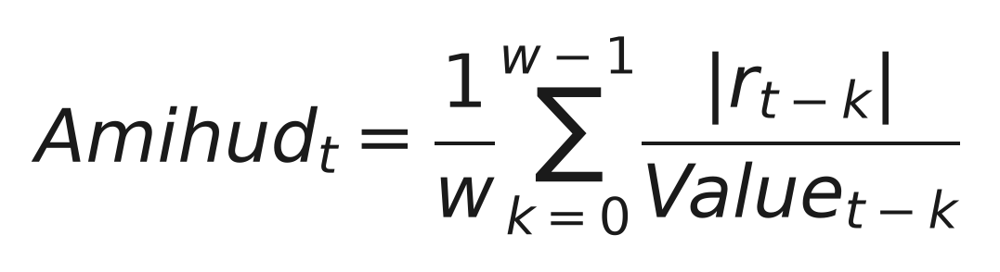 $Amihud_t = \frac{1}{w} \sum_{k=0}^{w-1} \frac{|r_{t-k}|}{Value_{t-k}}$